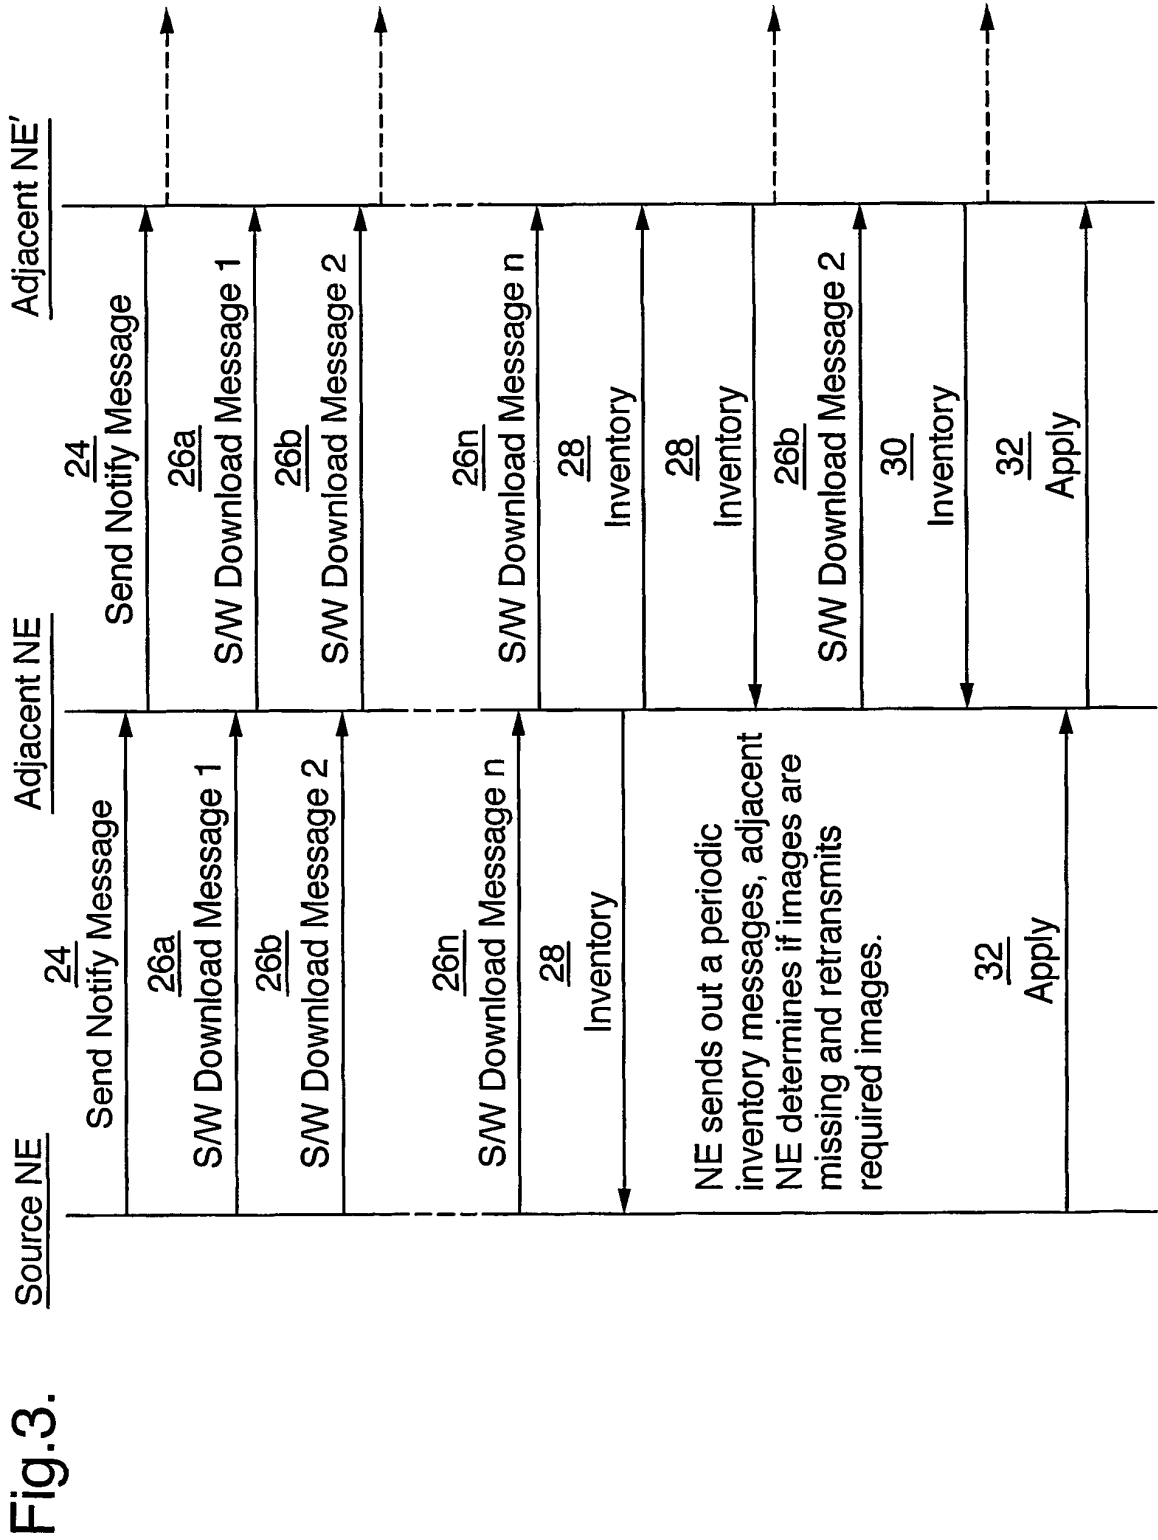 Fig.3.
Source NE
Adjacent NE
Adjacent NE'
24
Send Notify Message
24
Send Notify Message
26a
S/W Download Message 1
26a
S/W Download Message 1
26b
S/W Download Message 2
26b
S/W Download Message 2
26n
S/W Download Message n
26n
S/W Download Message n
28
Inventory
28
Inventory
28
Inventory
NE sends out a periodic
inventory messages, adjacent
NE determines if images are
missing and retransmits
required images.
26b
S/W Download Message 2
30
Inventory
32
Apply
32
Apply